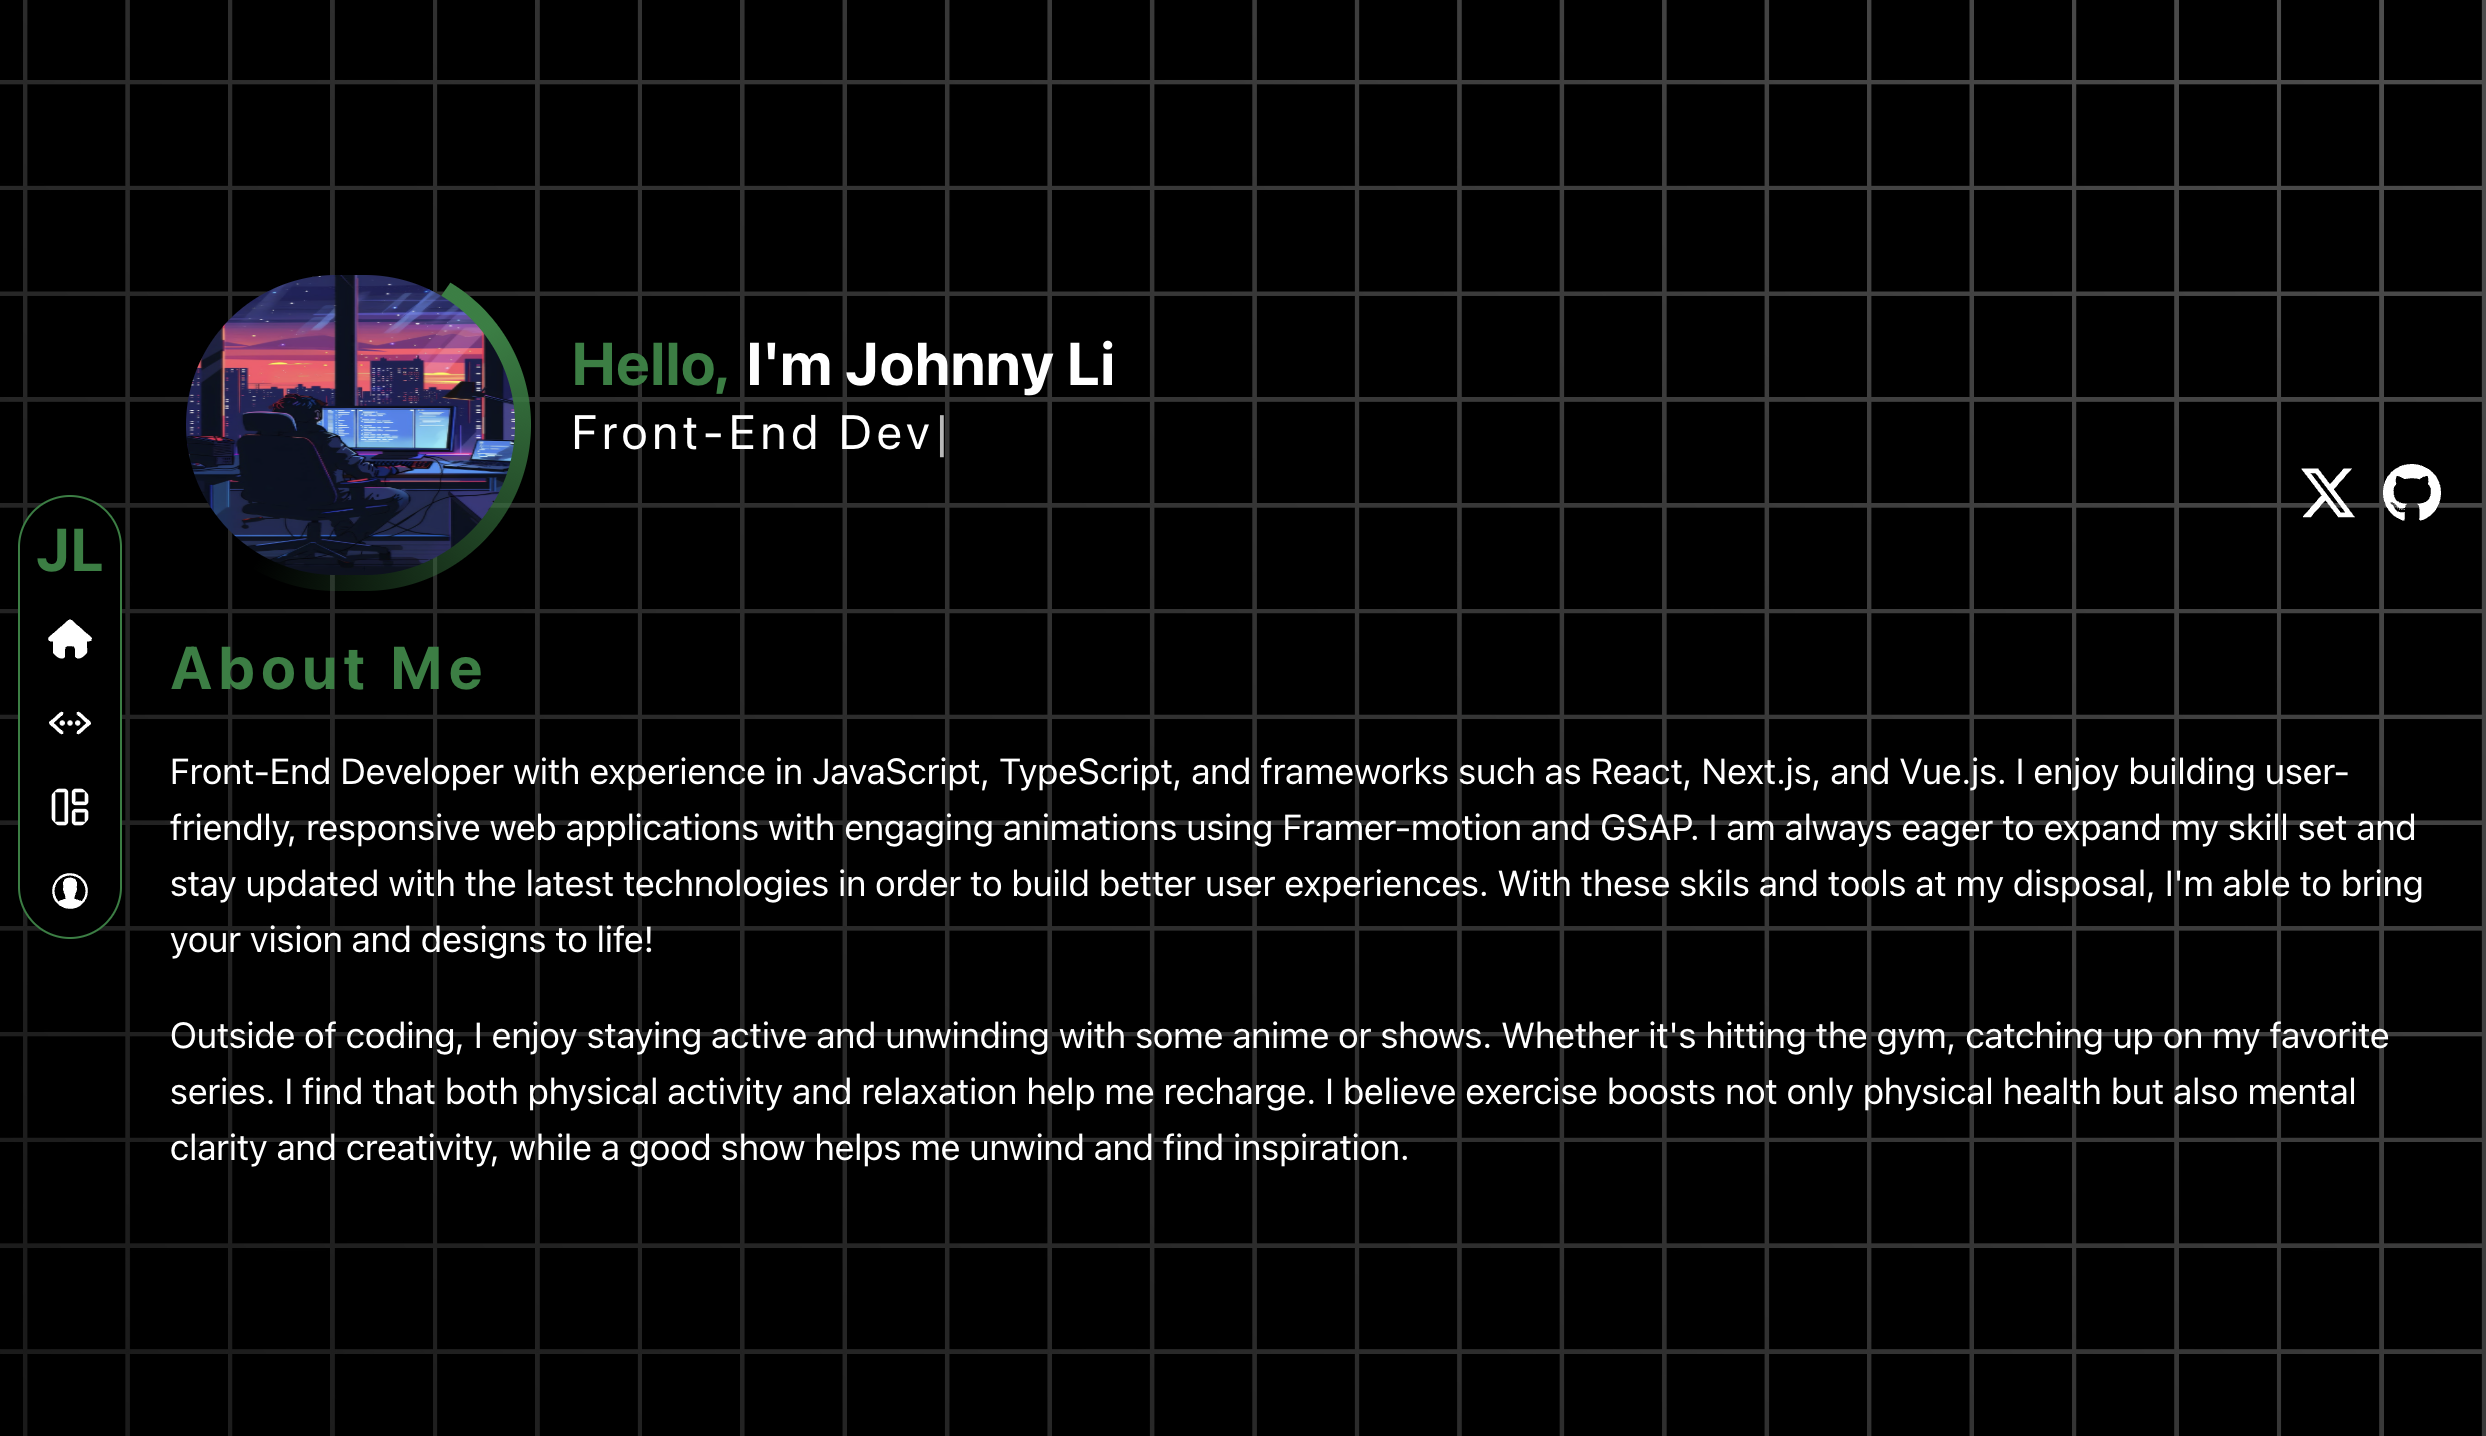 Hello, I'm Johnny Li
Front-End Dev|
JL
About Me
Front-End Developer with experience in JavaScript, TypeScript, and frameworks such as React, Next.js, and Vue.js. I enjoy building user-
friendly, responsive web applications with engaging animations using Framer-motion and GSAP. I am always eager to expand my skill set and
stay updated with the latest technologies in order to build better user experiences. With these skils and tools at my disposal, I'm able to bring
your vision and designs to life!
Outside of coding, I enjoy staying active and unwinding with some anime or shows. Whether it's hitting the gym, catching up on my favorite
series. I find that both physical activity and relaxation help me recharge. I believe exercise boosts not only physical health but also mental
clarity and creativity, while a good show helps me unwind and find inspiration.